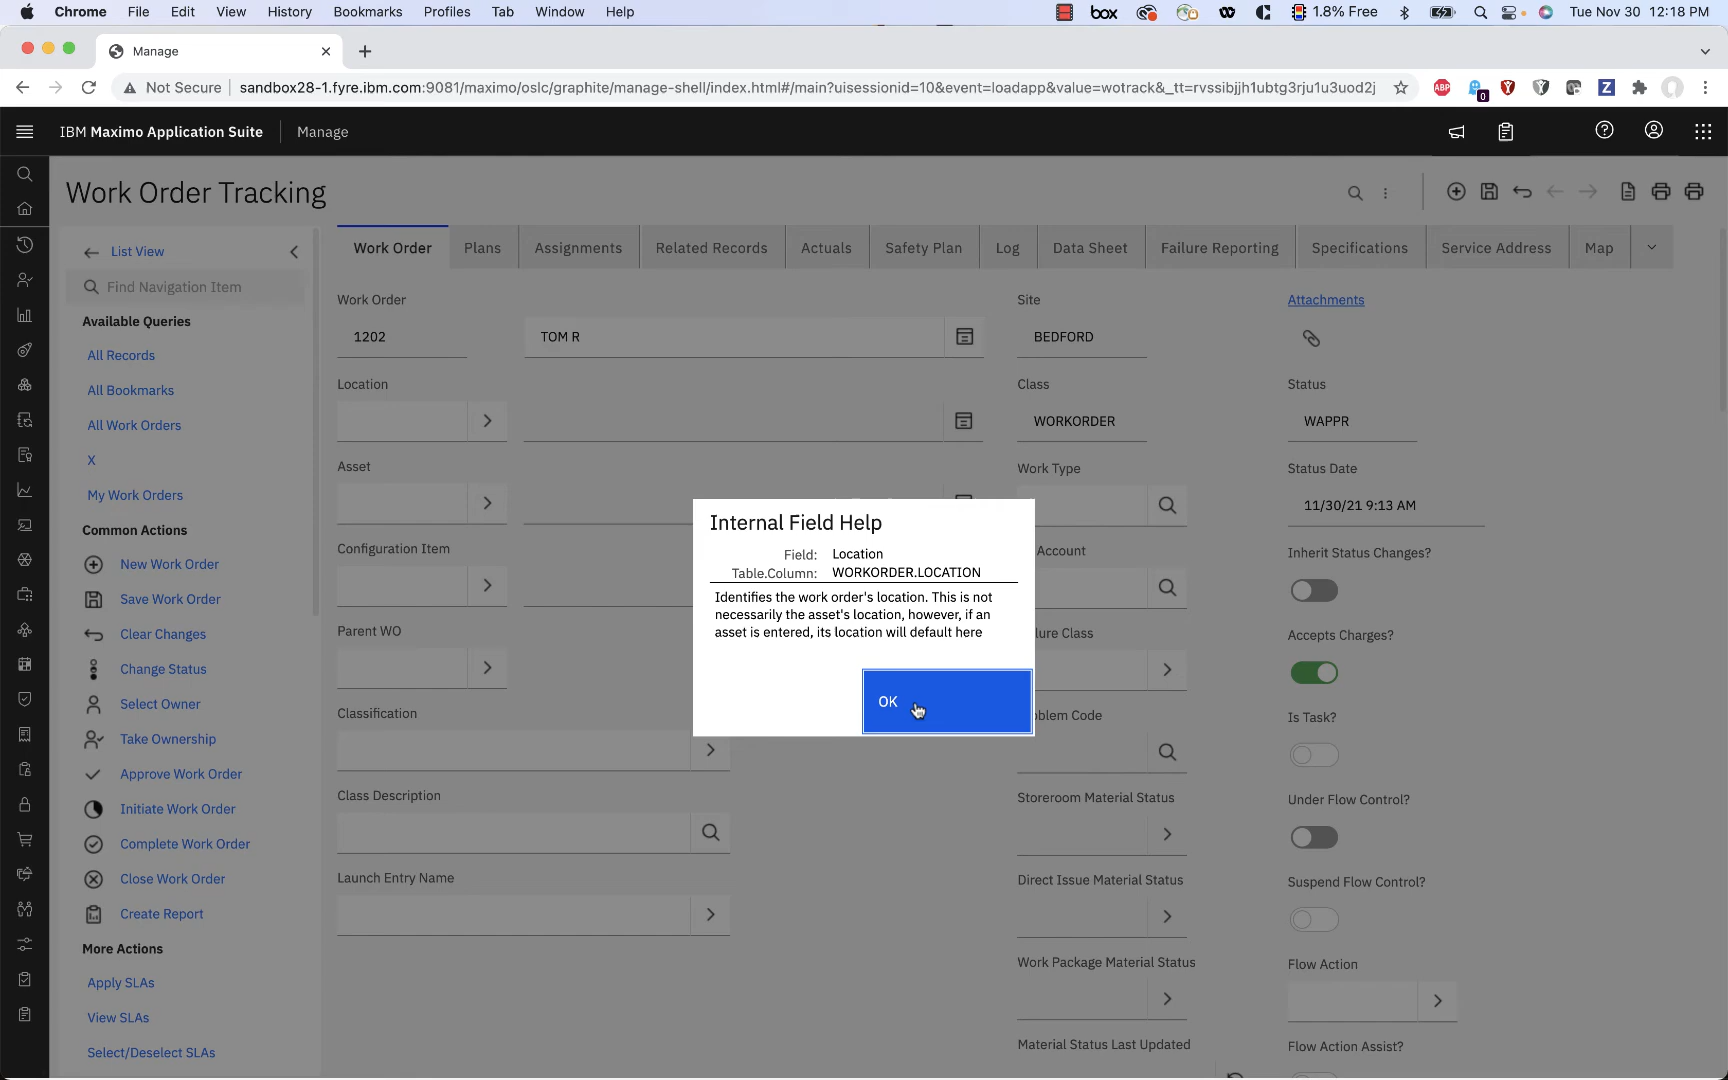 Chrome File Edit View History Bookmarks Profiles Tab Window Help box 1.8% Free Tue Nov 30 12:18 PM
Manage
Not Secure sandbox28-1.fyre.ibm.com:9081/maximo/oslc/graphite/manage-shell/index.html#/main?uisessionid=10&event=loadapp&value=wotrack&_tt=rvssibjjh1ubtg3rju1u3uod2j ABP 0 Z
IBM Maximo Application Suite Manage
Work Order Tracking
List View
Find Navigation Item
Available Queries
All Records
All Bookmarks
All Work Orders
X
My Work Orders
Common Actions
New Work Order
Save Work Order
Clear Changes
Change Status
Select Owner
Take Ownership
Approve Work Order
Initiate Work Order
Complete Work Order
Close Work Order
Create Report
More Actions
Apply SLAs
View SLAs
Select/Deselect SLAs
Work Order Plans Assignments Related Records Actuals Safety Plan Log Data Sheet Failure Reporting Specifications Service Address Map
Work Order
1202 TOM R
Location
Asset
Configuration Item
Parent WO
Classification
Class Description
Launch Entry Name
Internal Field Help
Field: Location
Table.Column: WORKORDER.LOCATION
Identifies the work order's location. This is not
necessarily the asset's location, however, if an
asset is entered, its location will default here
OK
Site
BEDFORD
Class
WORKORDER
Work Type
Account
lure Class
blem Code
Storeroom Material Status
Direct Issue Material Status
Work Package Material Status
Material Status Last Updated
Attachments
Status
WAPPR
Status Date
11/30/21 9:13 AM
Inherit Status Changes?
Accepts Charges?
Is Task?
Under Flow Control?
Suspend Flow Control?
Flow Action
Flow Action Assist?